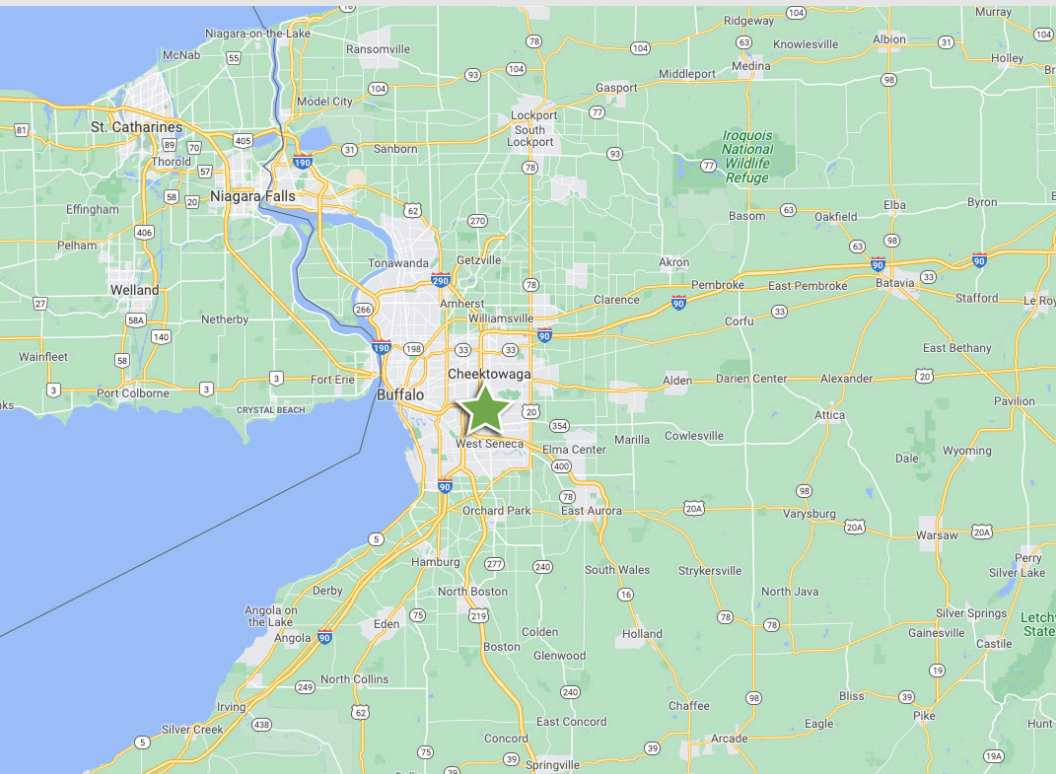 18
104
Murray
Ridgeway
Niagara-on-the-Lake
McNab
55
Ransomville
78
104
63
Knowlesville
Albion
31
104
Holley
Medina
Middleport
93
104
98
104
Gasport
Model City
77
Lockport
South
Lockport
81
St. Catharines
89
70
405
31
Sanborn
93
Iroquois
National
Wildlife
Refuge
77
Thorold
57
190
78
58
20
Niagara Falls
Effingham
62
270
Basom
63
Oakfield
Elba
Byron
406
Pelham
63
98
Tonawanda
Getzville
Akron
90
90
290
78
Pembroke
East Pembroke
Batavia
33
Welland
27
Amherst
Clarence
90
Stafford
Le Roy
266
58A
Netherby
Williamsville
33
Corfu
140
90
190
198
33
33
East Bethany
Wainfleet
58
Cheektowaga
3
3
3
Fort Erie
Port Colborne
Buffalo
Alden
Darien Center
Alexander
20
CRYSTAL BEACH
20
Attica
Pavilion
354
West Seneca
Elma Center
Marilla
Cowlesville
400
Dale
Wyoming
90
78
98
Orchard Park
East Aurora
20A
Varysburg
20A
20A
Warsaw
5
Hamburg
277
240
South Wales
Strykersville
Perry
Silver Lake
Derby
North Boston
16
North Java
Angola on
the Lake
75
219
78
78
Silver Springs
Eden
Angola
90
Colden
Holland
Gainesville
Castile
Boston
Glenwood
19
North Collins
249
240
98
Bliss
39
Irving
62
Chaffee
Pike
438
East Concord
Eagle
Silver Creek
5
Concord
Arcade
75
39
39
39
Springville
19A